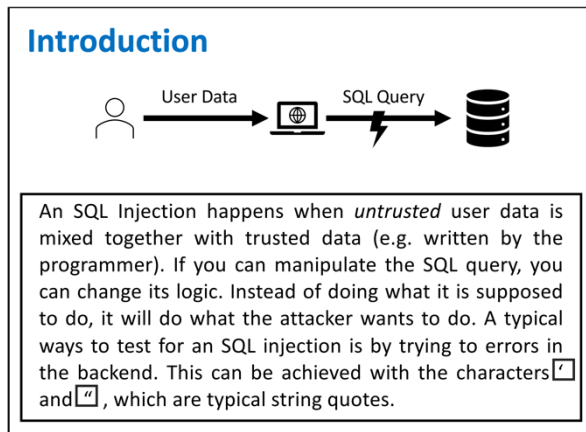 Introduction
User Data
SQL Query
An SQL Injection happens when untrusted user data is
mixed together with trusted data (e.g. written by the
programmer). If you can manipulate the SQL query, you
can change its logic. Instead of doing what it is supposed
to do, it will do what the attacker wants to do. A typical
ways to test for an SQL injection is by trying to errors in
the backend. This can be achieved with the characters ‘
and “ , which are typical string quotes.